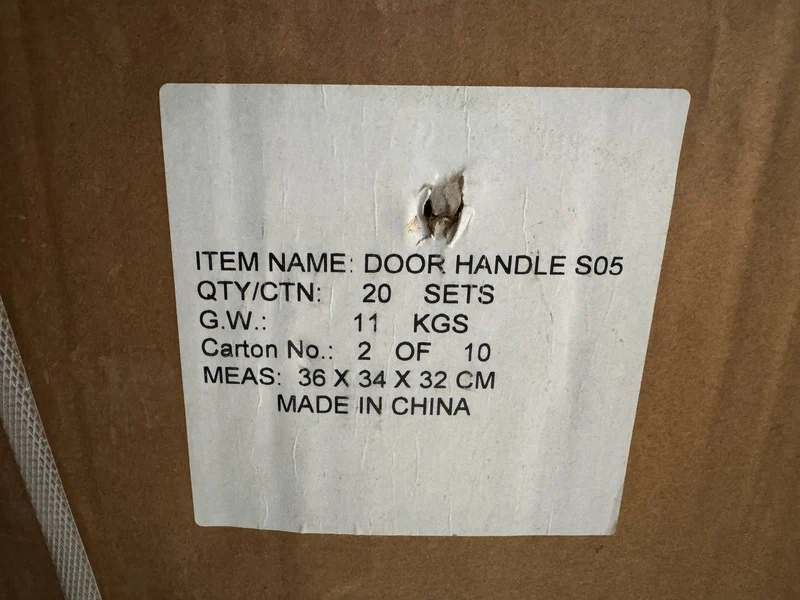 ITEM NAME: DOOR HANDLE S05
QTY/CTN: 20 SETS
G.W.: 11 KGS
Carton No.: 2 OF 10
MEAS: 36 X 34 X 32 CM
MADE IN CHINA